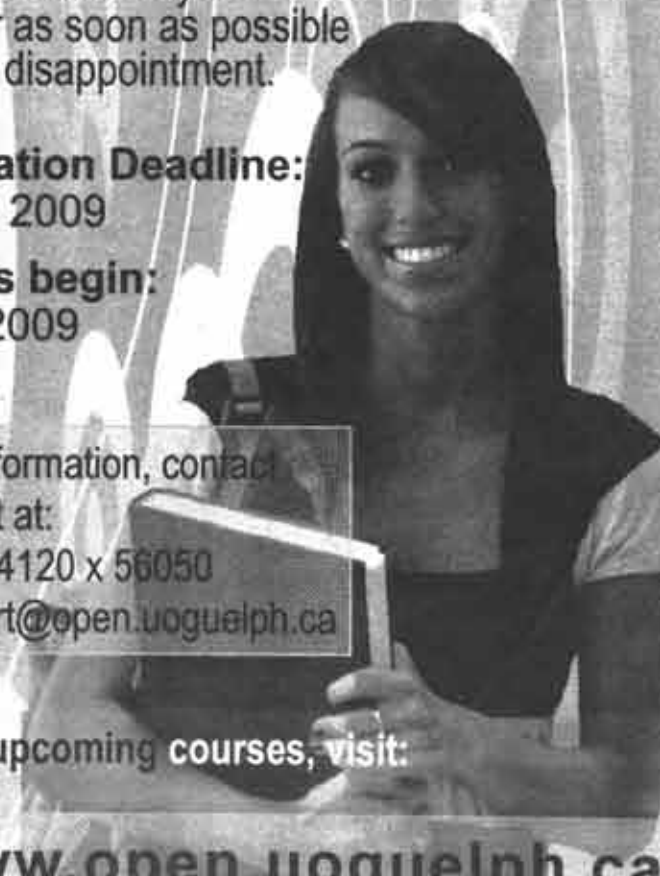 as soon as possible
disappointment.
ation Deadline:
2009
s begin:
2009
formation, contact
t at:
4120 x 56050
rt@open.uoguelph.ca
upcoming courses, visit:
ww.open.uoguelph.ca